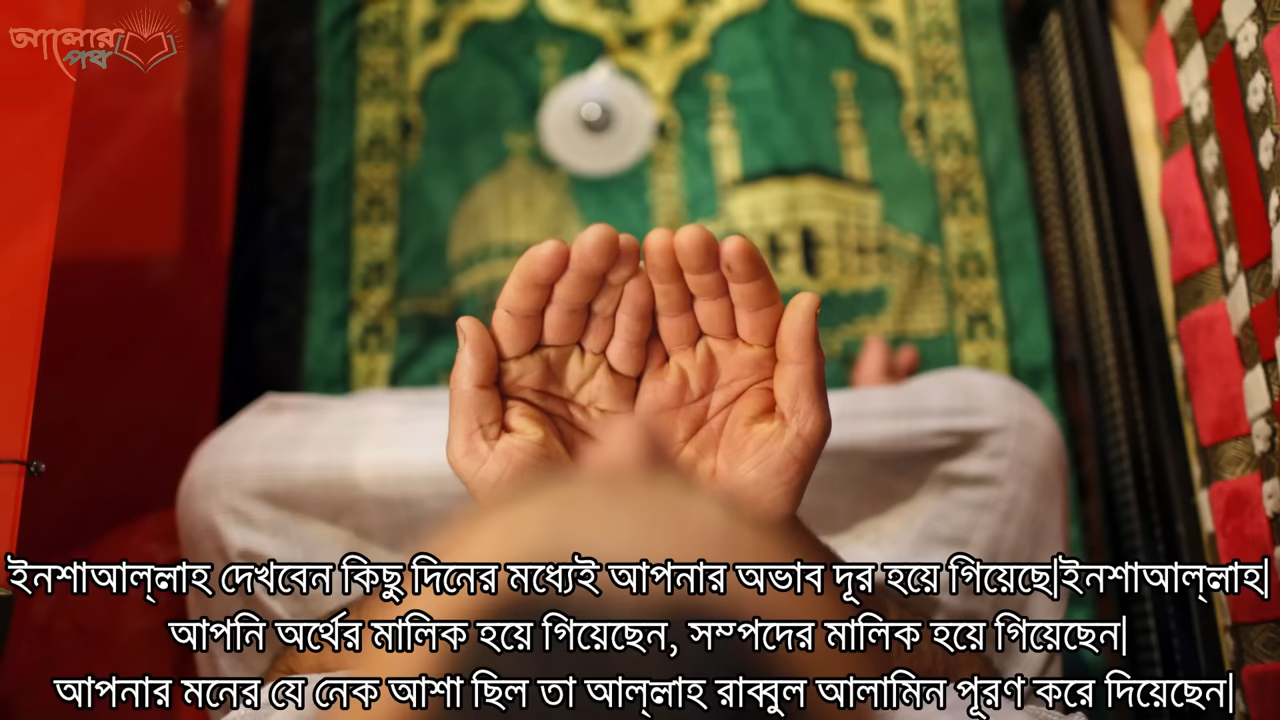 আলোর
পথ
ইনশাআল্লাহ দেখবেন কিছু দিনের মধ্যেই আপনার অভাব দূর হয়ে গিয়েছে|ইনশাআল্লাহ|
আপনি অর্থের মালিক হয়ে গিয়েছেন, সম্পদের মালিক হয়ে গিয়েছেন|
আপনার মনের যে নেক আশা ছিল তা আল্লাহ রাব্বুল আলামিন পূরণ করে দিয়েছেন|